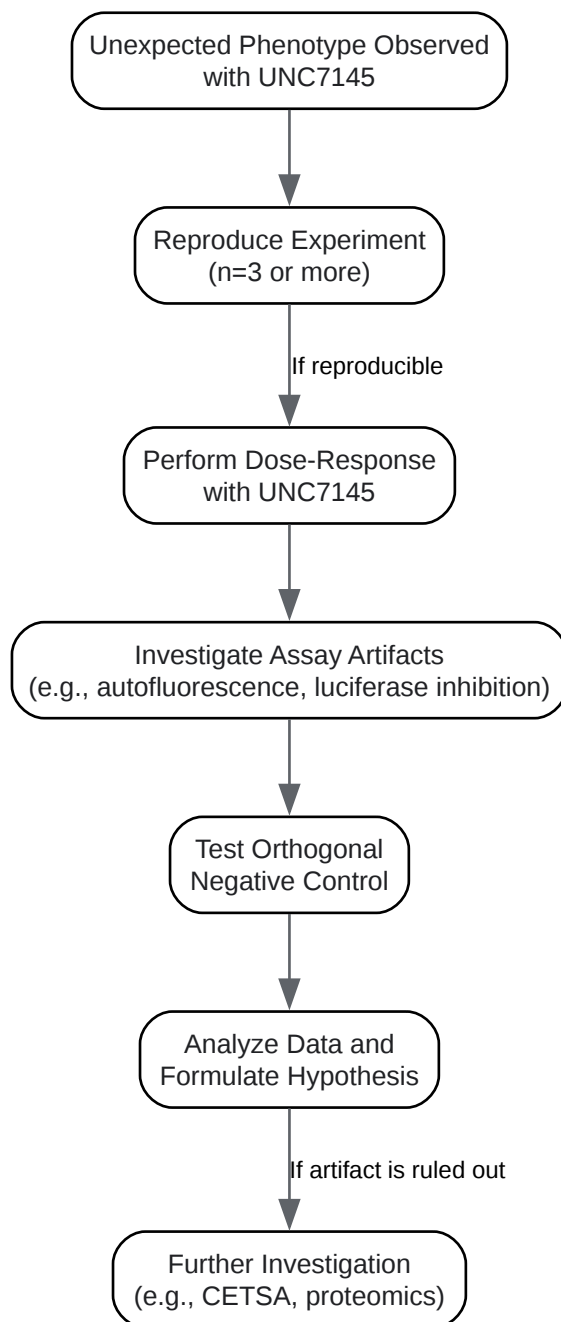 Unexpected Phenotype Observed
with UNC7145
Reproduce Experiment
(n=3 or more)
If reproducible
Perform Dose-Response
with UNC7145
Investigate Assay Artifacts
(e.g., autofluorescence, luciferase inhibition)
Test Orthogonal
Negative Control
Analyze Data and
Formulate Hypothesis
If artifact is ruled out
Further Investigation
(e.g., CETSA, proteomics)